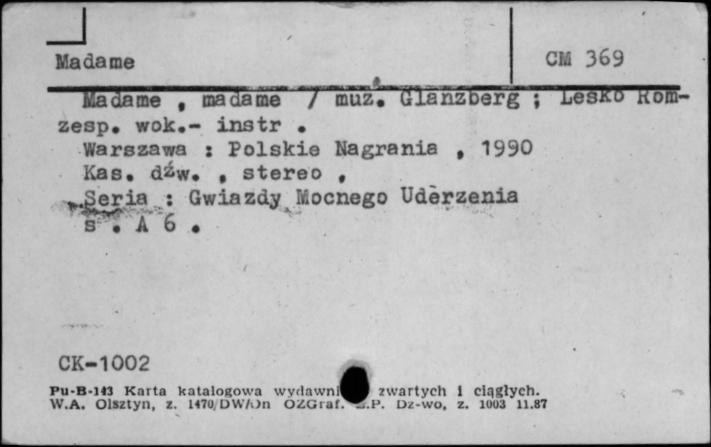 Madame
CM 369
Madame , madame / muz. Glanzberg ; Lesko Rom-
zesp. wok.- instr .
Warszawa : Polskie Nagrania , 1990
Kas. dźw. , stereo ,
Seria : Gwiazdy Mocnego Uderzenia
s . A 6 .
CK-1002
Pu-B-143 Karta katalogowa zwartych i ciągłych.
W.A. Olsztyn, z. 1470/DW/On OZGraf. Z.P. Dz-wo, z. 1003 11.87